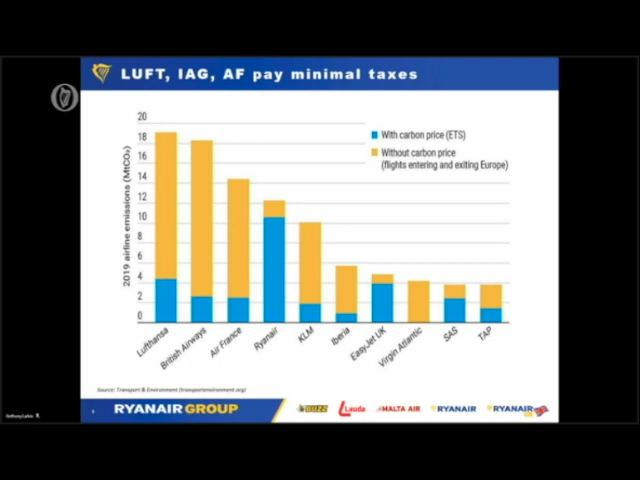 LUFT, IAG, AF pay minimal taxes
2019 airline emissions (MtCO₂)
20
18
16
14
12
10
8
6
4
2
0
With carbon price (ETS)
Without carbon price
(flights entering and exiting Europe)
Lufthansa
British Airways
Air France
Ryanair
KLM
Iberia
EasyJet UK
Virgin Atlantic
SAS
TAP
Source: Transport & Environment (transportenvironment.org)
RYANAIR GROUP
BUZZ
Lauda
MALTA AIR
RYANAIR
RYANAIR
UK